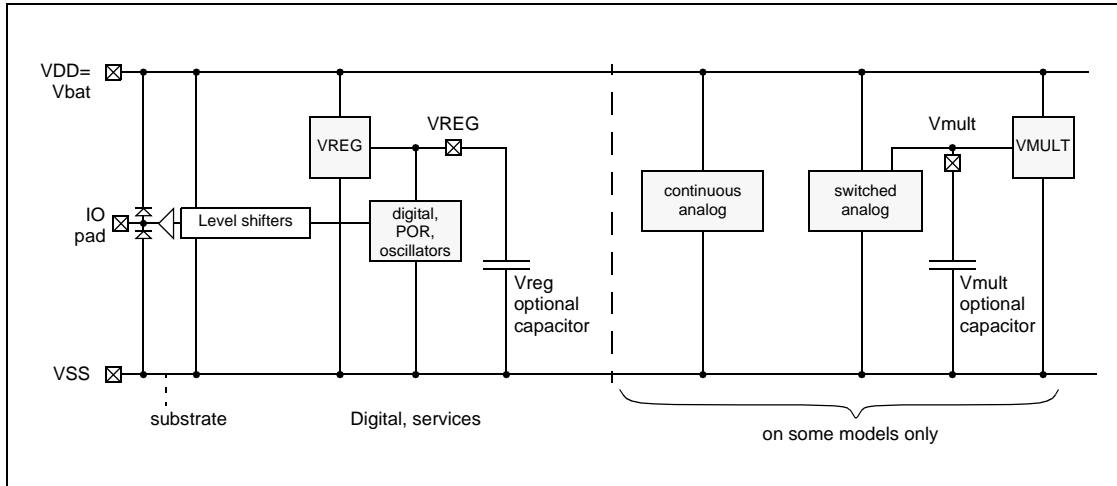 VDD=
Vbat
VREG
VREG
Vmult
VMULT
continuous
analog
switched
analog
IO
pad
Level shifters
digital,
POR,
oscillators
Vreg
optional
capacitor
Vmult
optional
capacitor
VSS
substrate
Digital, services
on some models only